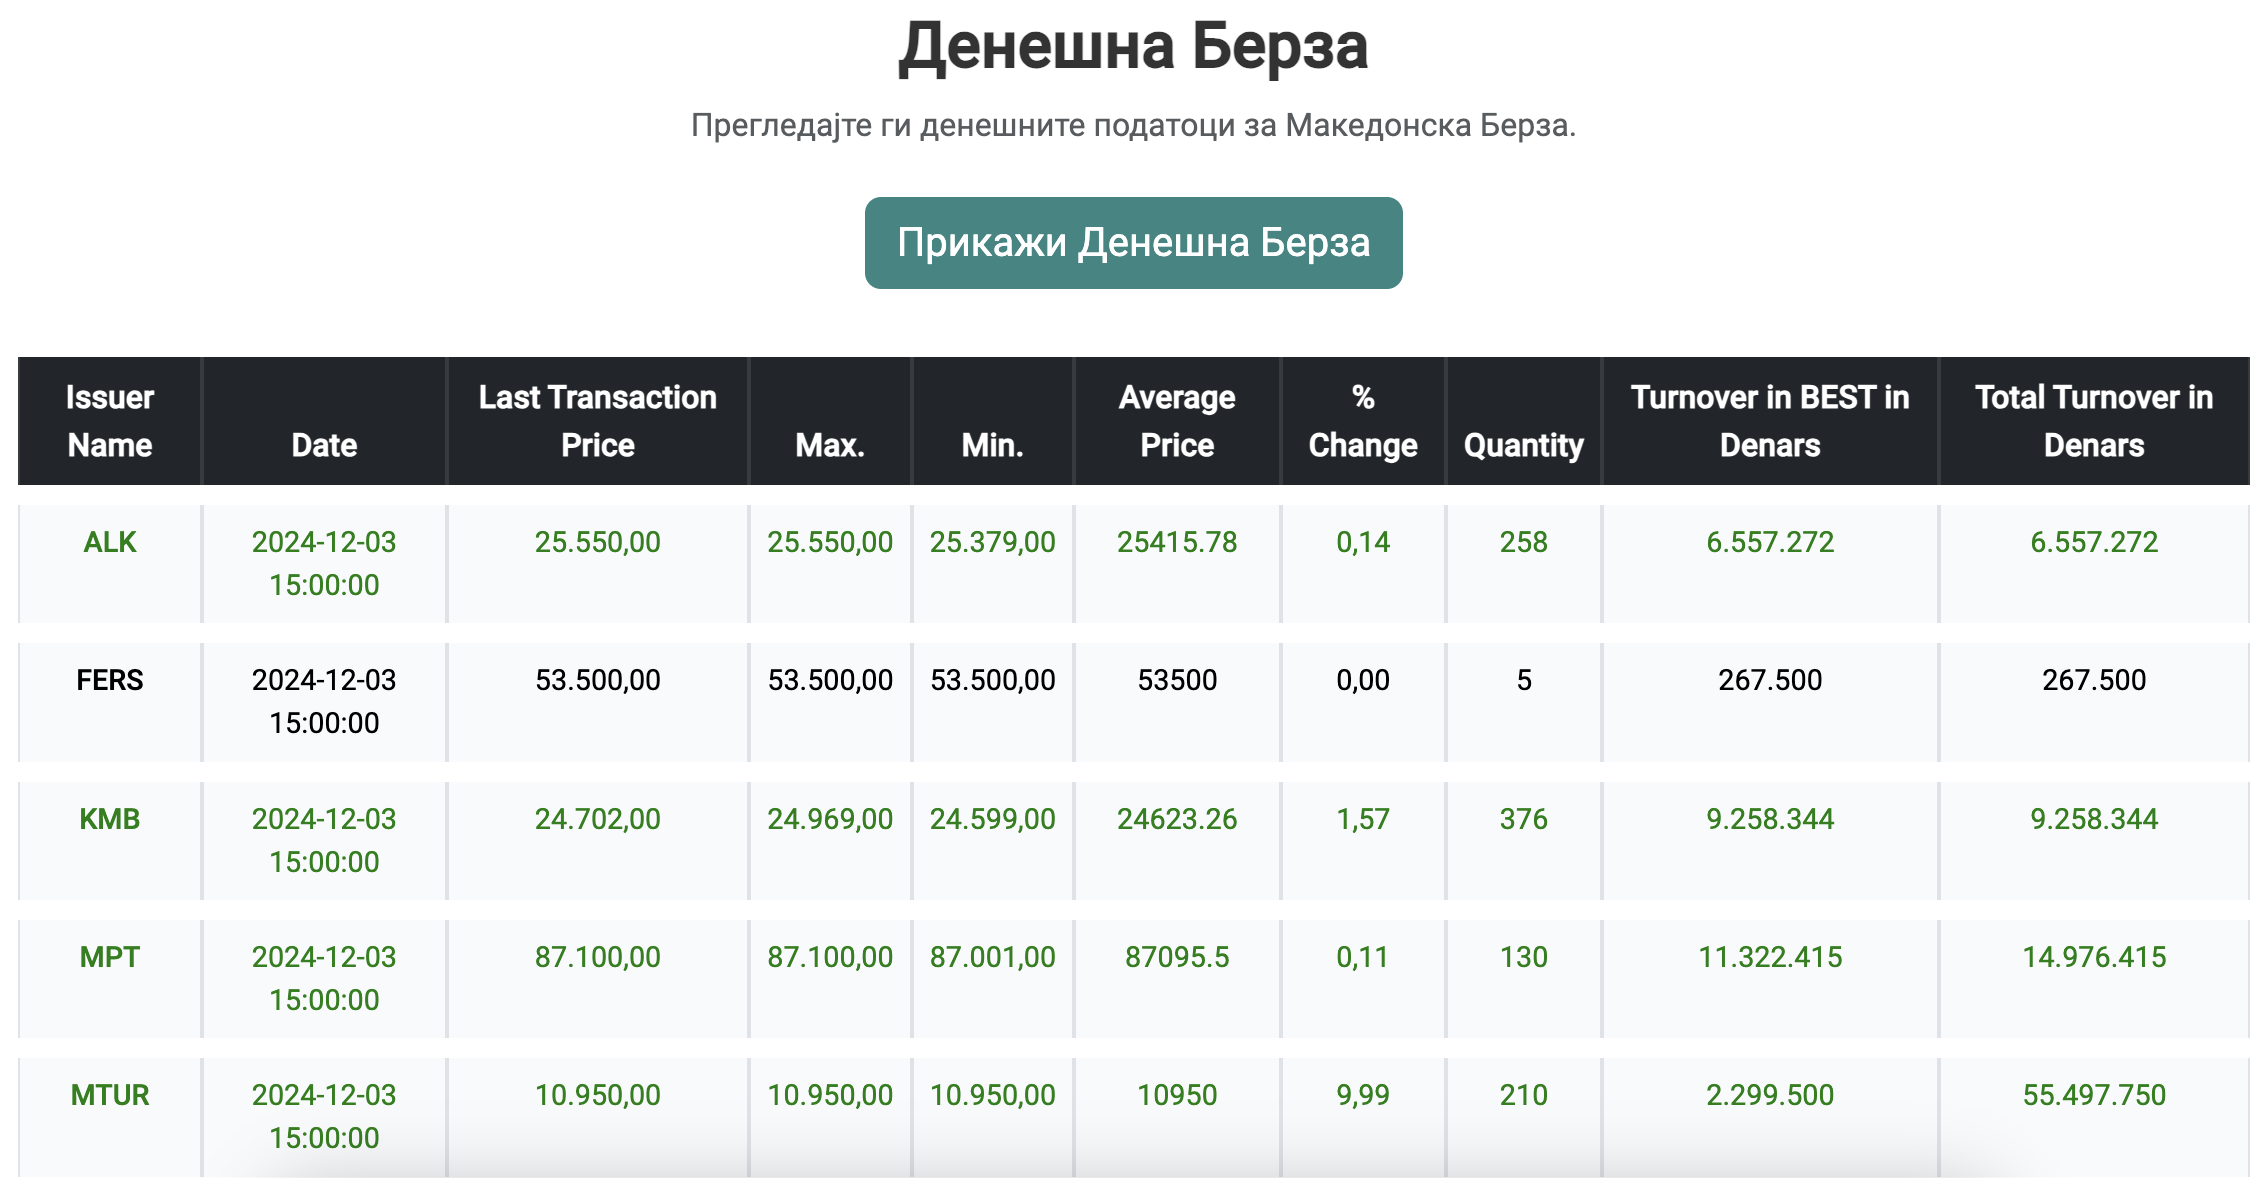 Денешна Берза
Прегледајте ги денешните податоци за Македонска Берза.
Прикажи Денешна Берза
Issuer Name Date Last Transaction Price Max. Min. Average Price % Change Quantity Turnover in BEST in Denars Total Turnover in Denars
ALK 2024-12-03 15:00:00 25.550,00 25.550,00 25.379,00 25415.78 0,14 258 6.557.272 6.557.272
FERS 2024-12-03 15:00:00 53.500,00 53.500,00 53.500,00 53500 0,00 5 267.500 267.500
KMB 2024-12-03 15:00:00 24.702,00 24.969,00 24.599,00 24623.26 1,57 376 9.258.344 9.258.344
MPT 2024-12-03 15:00:00 87.100,00 87.100,00 87.001,00 87095.5 0,11 130 11.322.415 14.976.415
MTUR 2024-12-03 15:00:00 10.950,00 10.950,00 10.950,00 10950 9,99 210 2.299.500 55.497.750